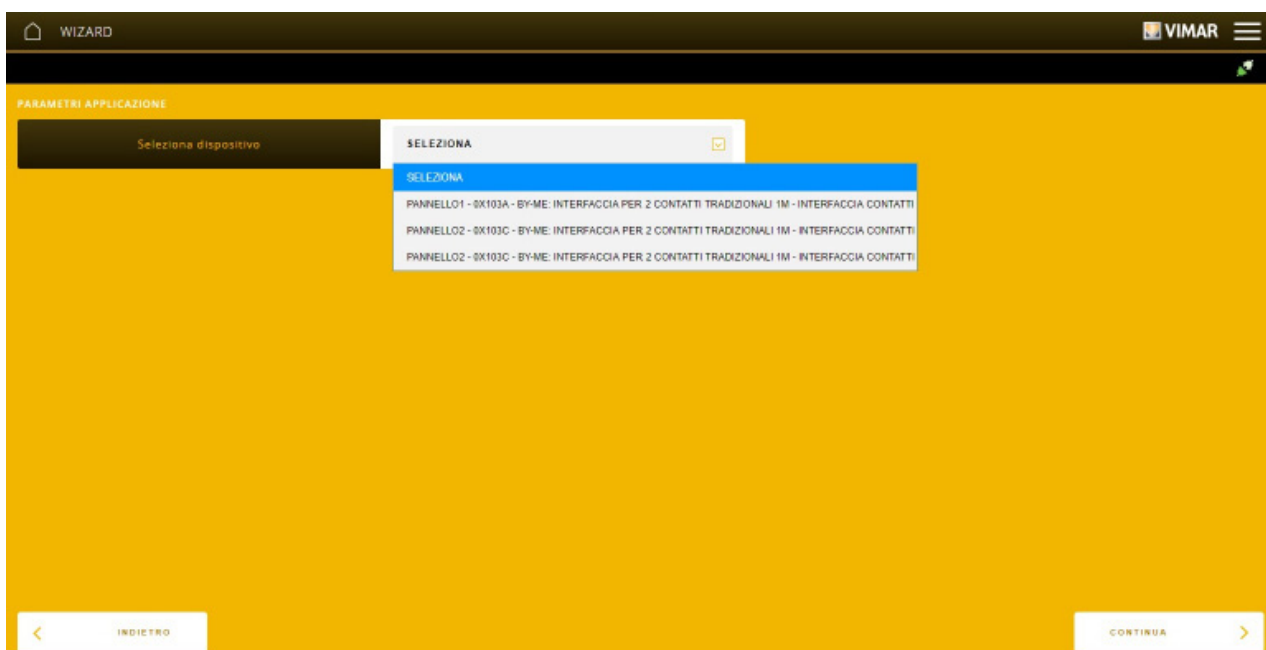 WIZARD
VIMAR
PARAMETRI APPLICAZIONE
Seleziona dispositivo
SELEZIONA
SELEZIONA
PANNELLO1 - 0X103A - BY-ME: INTERFACCIA PER 2 CONTATTI TRADIZIONALI 1M - INTERFACCIA CONTATTI
PANNELLO2 - 0X103C - BY-ME: INTERFACCIA PER 2 CONTATTI TRADIZIONALI 1M - INTERFACCIA CONTATTI
PANNELLO2 - 0X103C - BY-ME: INTERFACCIA PER 2 CONTATTI TRADIZIONALI 1M - INTERFACCIA CONTATTI
INDIETRO
CONTINUA